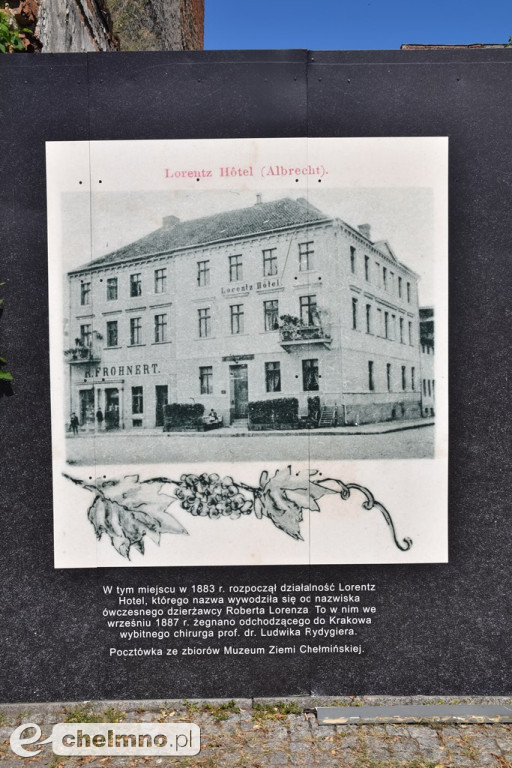 Lorentz Hôtel (Albrecht).
Lorentz Hôtel
R. FROHNERT.
W tym miejscu w 1883 r. rozpoczął działalność Lorentz
Hotel, którego nazwa wywodziła się od nazwiska
ówczesnego dzierżawcy Roberta Lorenza. To w nim we
wrześniu 1887 r. żegnano odchodzącego do Krakowa
wybitnego chirurga prof. dr. Ludwika Rydygiera.
Pocztówka ze zbiorów Muzeum Ziemi Chełmińskiej.
e chelmno.pl